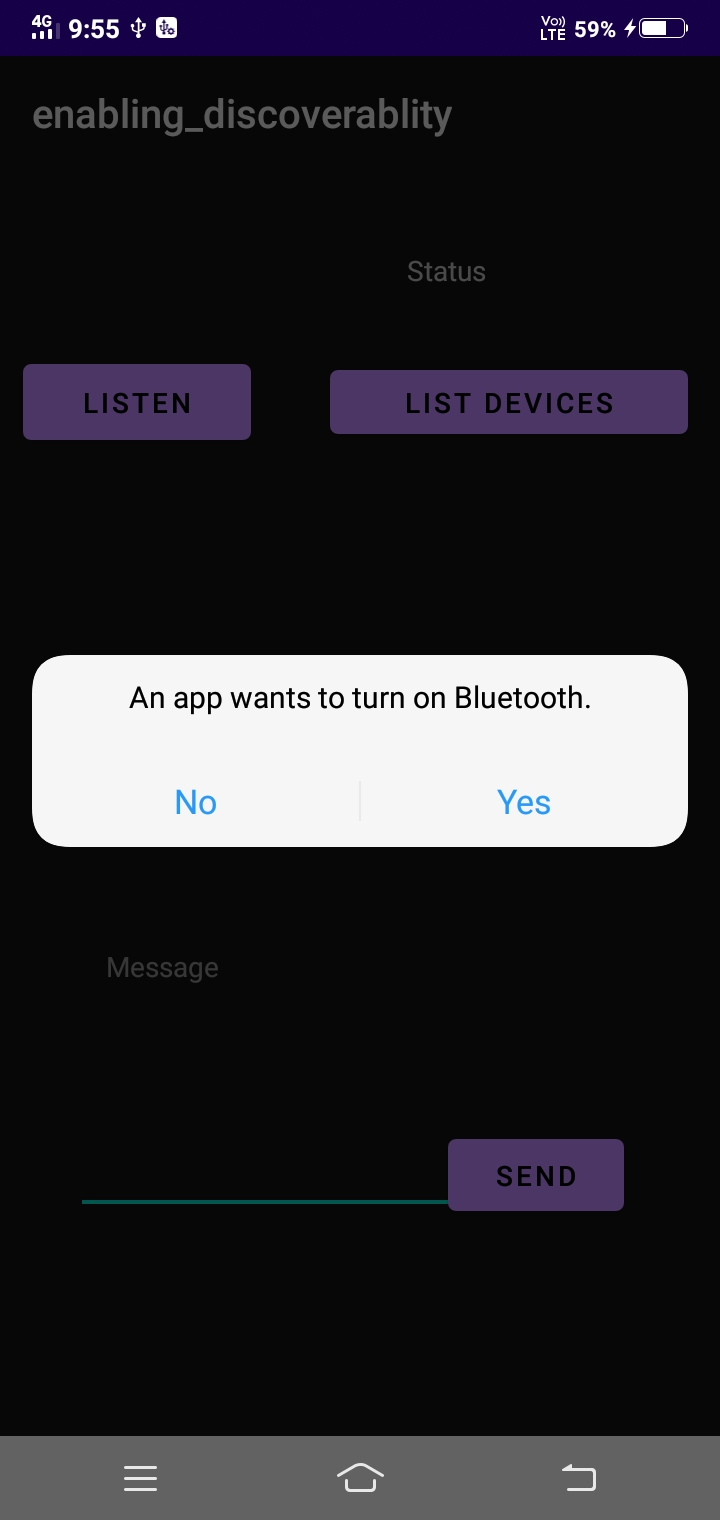 4G 9:55 Vo)) LTE 59%
enabling_discoverablity
Status
LISTEN LIST DEVICES
An app wants to turn on Bluetooth.
No Yes
Message
SEND